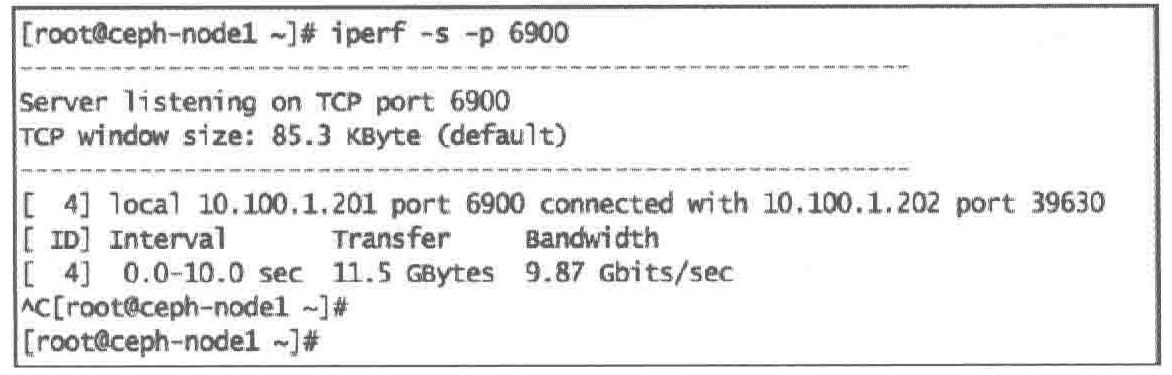 [root@ceph-node1 ~]# iperf -s -p 6900
------------------------------------------------------------
Server listening on TCP port 6900
TCP window size: 85.3 KByte (default)
------------------------------------------------------------
[  4] local 10.100.1.201 port 6900 connected with 10.100.1.202 port 39630
[ ID] Interval       Transfer     Bandwidth
[  4]  0.0-10.0 sec  11.5 GBytes  9.87 Gbits/sec
^C[root@ceph-node1 ~]#
[root@ceph-node1 ~]#